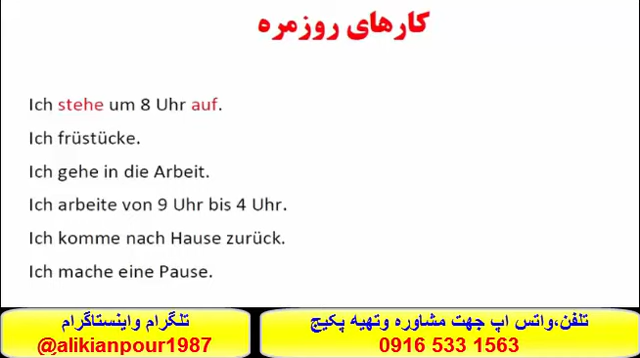 کارهای روزمره
Ich stehe um 8 Uhr auf.
Ich früstücke.
Ich gehe in die Arbeit.
Ich arbeite von 9 Uhr bis 4 Uhr.
Ich komme nach Hause zurück.
Ich mache eine Pause.
تلگرام واینستاگرام
@alikianpour1987
تلفن،واتس اپ جهت مشاوره وتهیه پکیج
0916 533 1563